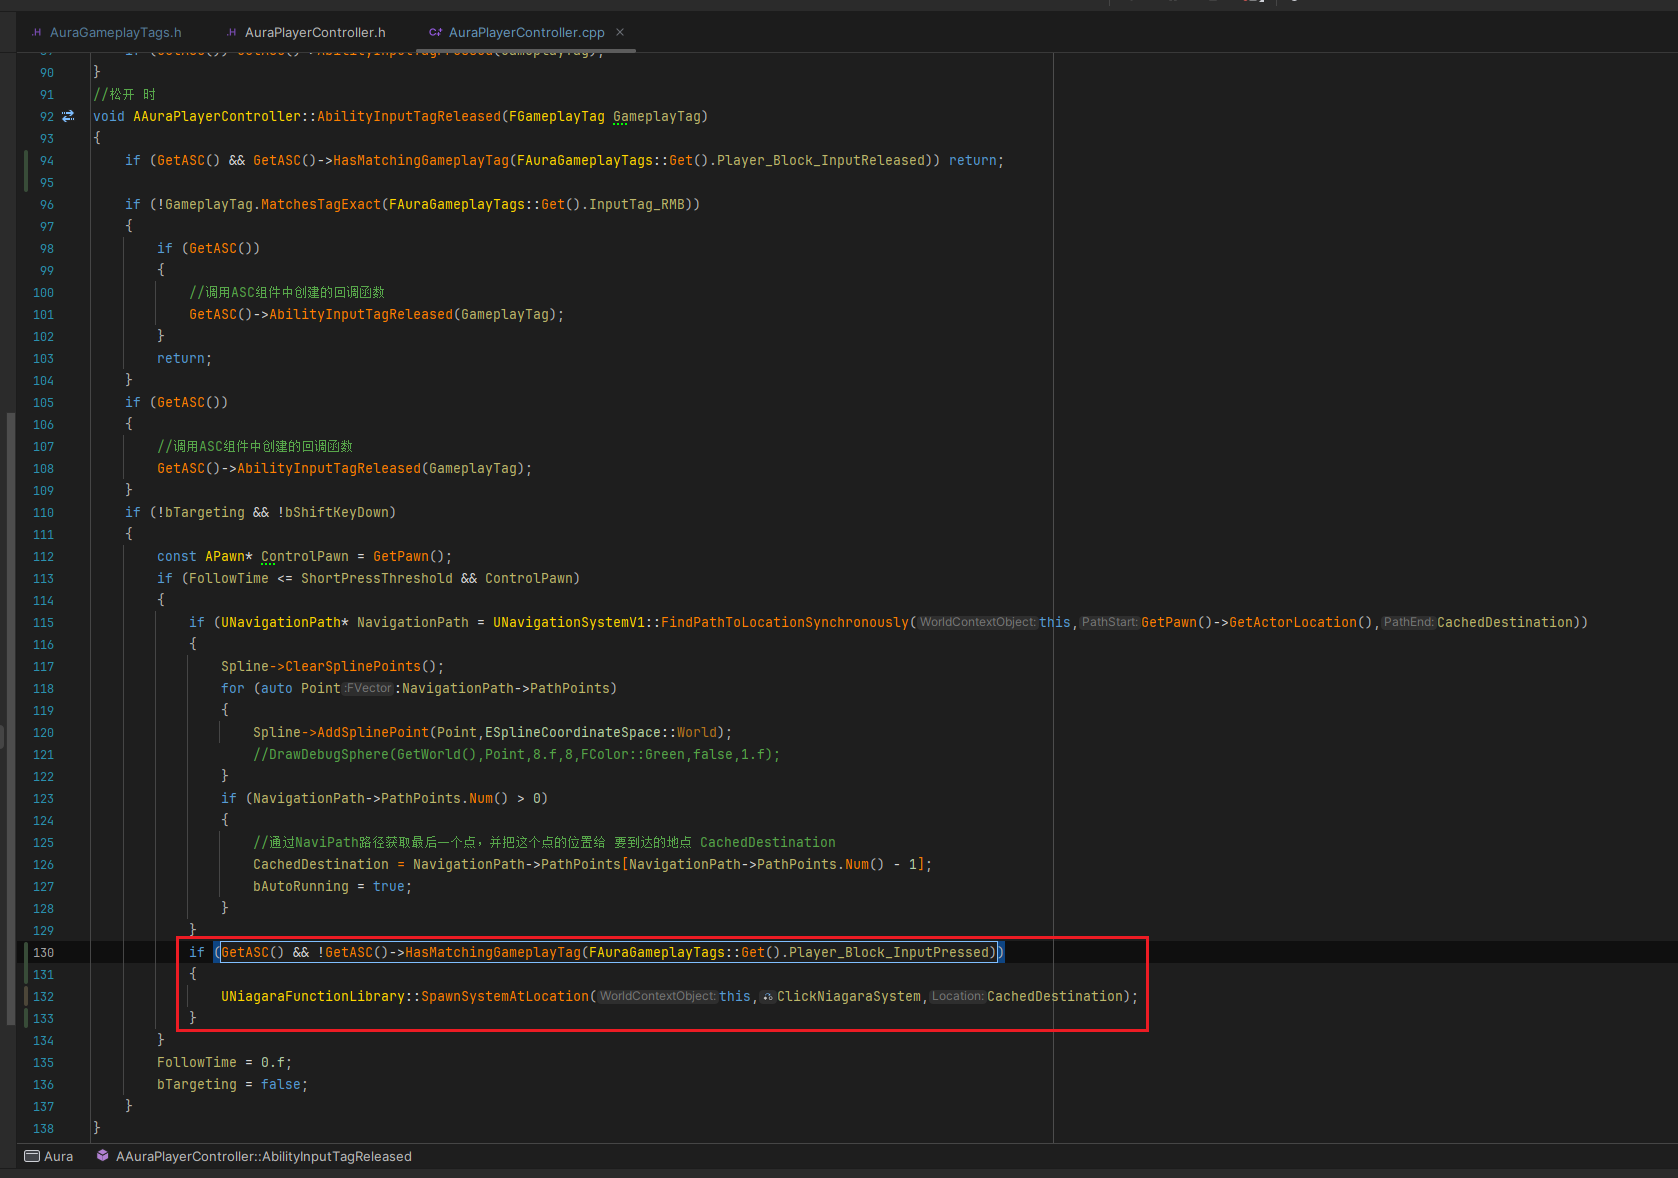 AuraGameplayTags.h
AuraPlayerController.h
AuraPlayerController.cpp
90 }
91 //松开 时
92 void AAuraPlayerController::AbilityInputTagReleased(FGameplayTag GameplayTag)
93 {
94 if (GetASC() && GetASC()->HasMatchingGameplayTag(FAuraGameplayTags::Get().Player_Block_InputReleased)) return;
95
96 if (!GameplayTag.MatchesTagExact(FAuraGameplayTags::Get().InputTag_RMB))
97 {
98 if (GetASC())
99 {
100 //调用ASC组件中创建的回调函数
101 GetASC()->AbilityInputTagReleased(GameplayTag);
102 }
103 return;
104 }
105 if (GetASC())
106 {
107 //调用ASC组件中创建的回调函数
108 GetASC()->AbilityInputTagReleased(GameplayTag);
109 }
110 if (!bTargeting && !bShiftKeyDown)
111 {
112 const APawn* ControlPawn = GetPawn();
113 if (FollowTime <= ShortPressThreshold && ControlPawn)
114 {
115 if (UNavigationPath* NavigationPath = UNavigationSystemV1::FindPathToLocationSynchronously(WorldContextObject:this,PathStart:GetPawn()->GetActorLocation(),PathEnd:CachedDestination))
116 {
117 Spline->ClearSplinePoints();
118 for (auto Point:FVector:NavigationPath->PathPoints)
119 {
120 Spline->AddSplinePoint(Point,ESplineCoordinateSpace::World);
121 //DrawDebugSphere(GetWorld(),Point,8.f,8,FColor::Green,false,1.f);
122 }
123 if (NavigationPath->PathPoints.Num() > 0)
124 {
125 //通过NaviPath路径获取最后一个点，并把这个点的位置给 要到达的地点 CachedDestination
126 CachedDestination = NavigationPath->PathPoints[NavigationPath->PathPoints.Num() - 1];
127 bAutoRunning = true;
128 }
129 }
130 if (GetASC() && !GetASC()->HasMatchingGameplayTag(FAuraGameplayTags::Get().Player_Block_InputPressed))
131 {
132 UNiagaraFunctionLibrary::SpawnSystemAtLocation(WorldContextObject:this,ClickNiagaraSystem,Location:CachedDestination);
133 }
134 }
135 FollowTime = 0.f;
136 bTargeting = false;
137 }
138 }
Aura
AAuraPlayerController::AbilityInputTagReleased